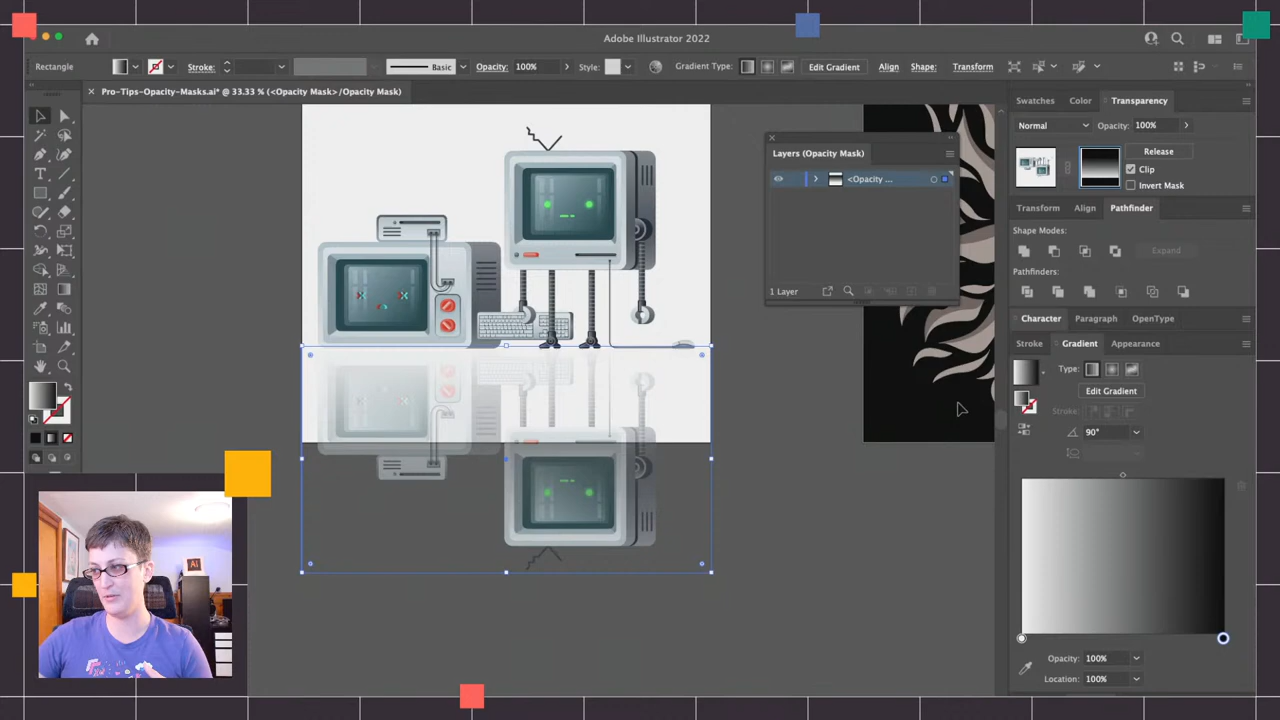 Adobe Illustrator 2022
Rectangle
Stroke:
Basic
Opacity: 100%
Style:
Gradient Type:
Edit Gradient
Align
Shape:
Transform
Pro-Tips-Opacity-Masks.ai* @ 33.33 % (<Opacity Mask>/Opacity Mask)
Swatches
Color
Transparency
Normal
Opacity: 100%
Layers (Opacity Mask)
Release
Clip
<Opacity ...
Invert Mask
Transform
Align
Pathfinder
Shape Modes:
Expand
Pathfinders:
1 Layer
Character
Paragraph
OpenType
Stroke
Gradient
Appearance
Type:
Edit Gradient
Stroke:
90°
Ai
Opacity: 100%
Location: 100%